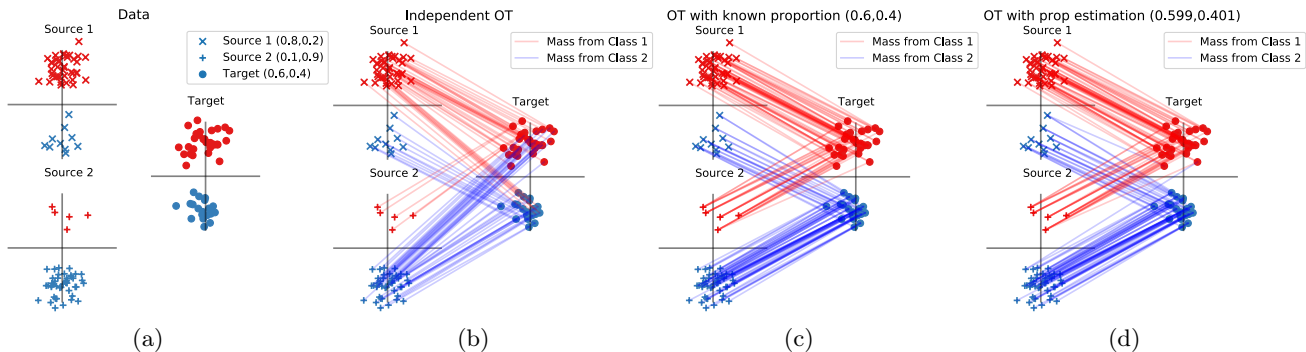 Data
Source 1
Source 1 (0.8,0.2)
Source 2 (0.1,0.9)
Target (0.6,0.4)
Target
Source 2
(a)
Independent OT
Source 1
Mass from Class 1
Mass from Class 2
Target
Source 2
(b)
OT with known proportion (0.6,0.4)
Source 1
Mass from Class 1
Mass from Class 2
Target
Source 2
(c)
OT with prop estimation (0.599,0.401)
Source 1
Mass from Class 1
Mass from Class 2
Target
Source 2
(d)